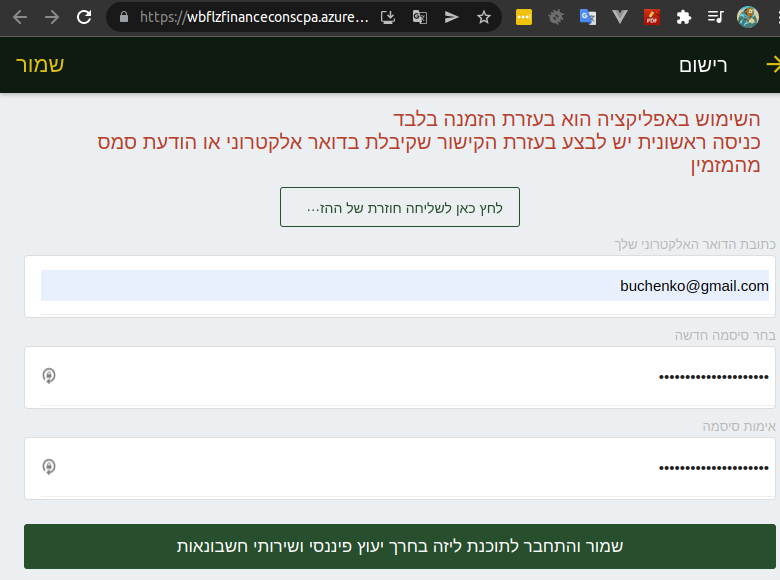 https://wbflzfinanceconscpa.azure...
רישום
שמור
השימוש באפליקציה הוא בעזרת הזמנה בלבד
כניסה ראשונית יש לבצע בעזרת הקישור שקיבלת בדואר אלקטרוני או הודעת סמס
מהמזמין
לחץ כאן לשליחה חוזרת של ההז...
כתובת הדואר האלקטרוני שלך
buchenko@gmail.com
בחר סיסמה חדשה
•••••••••••••••••••••
אימות סיסמה
•••••••••••••••••••••
שמור והתחבר לתוכנת ליזה בחרך יעוץ פיננסי ושירותי חשבונאות